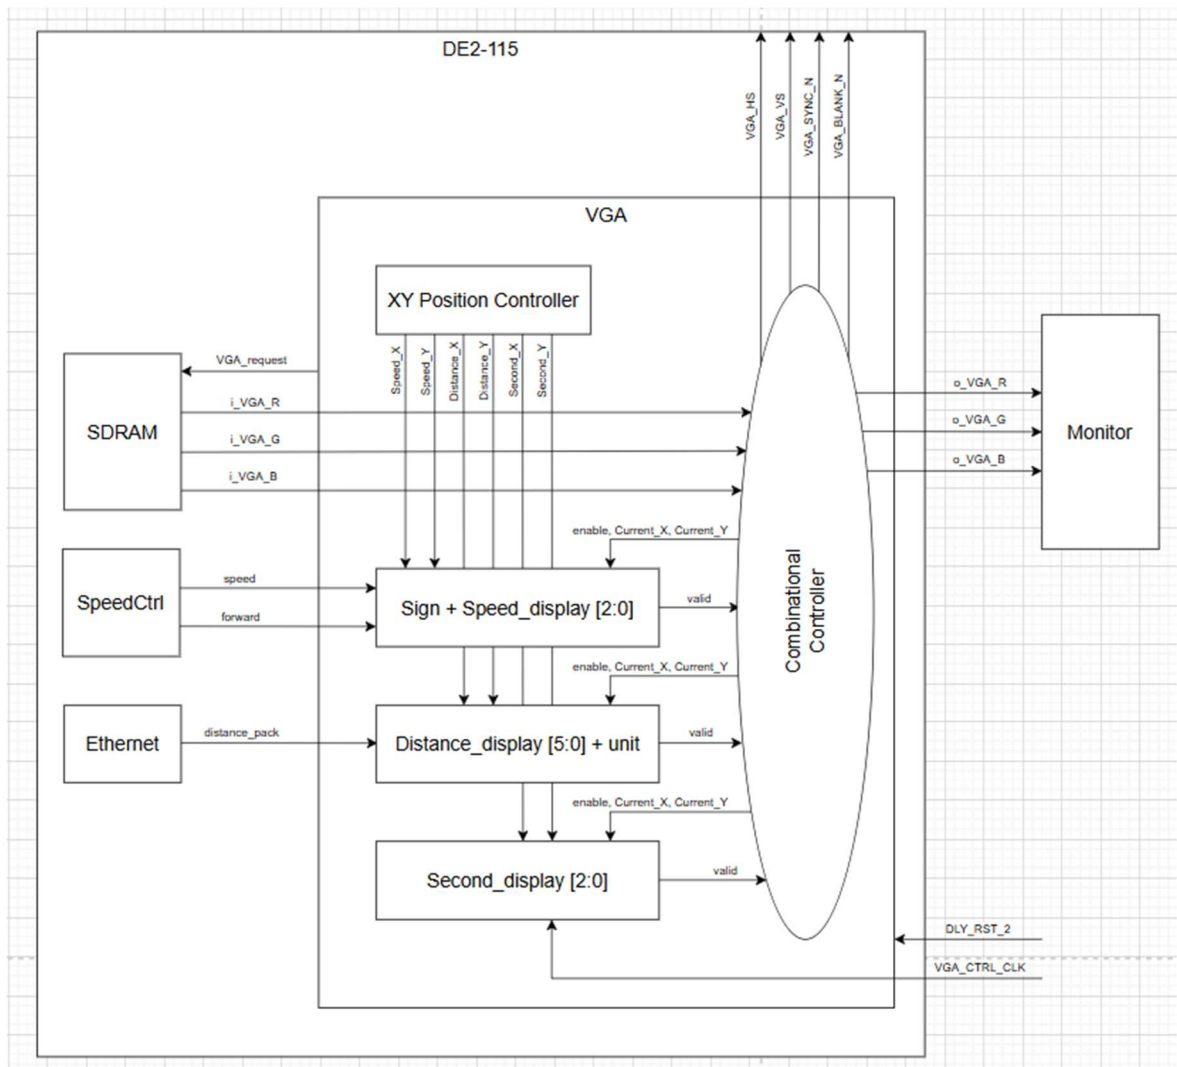 DE2-115
VGA_HS
VGA_VS
VGA_SYNC_N
VGA_BLANK_N
VGA
XY Position Controller
Speed_X
Speed_Y
Distance_X
Distance_Y
Second_X
Second_Y
VGA_request
SDRAM
i_VGA_R
i_VGA_G
i_VGA_B
o_VGA_R
o_VGA_G
o_VGA_B
Monitor
enable, Current_X, Current_Y
SpeedCtrl
speed
forward
Sign + Speed_display [2:0]
valid
Combinational
Controller
enable, Current_X, Current_Y
Ethernet
distance_pack
Distance_display [5:0] + unit
valid
enable, Current_X, Current_Y
Second_display [2:0]
valid
DLY_RST_2
VGA_CTRL_CLK